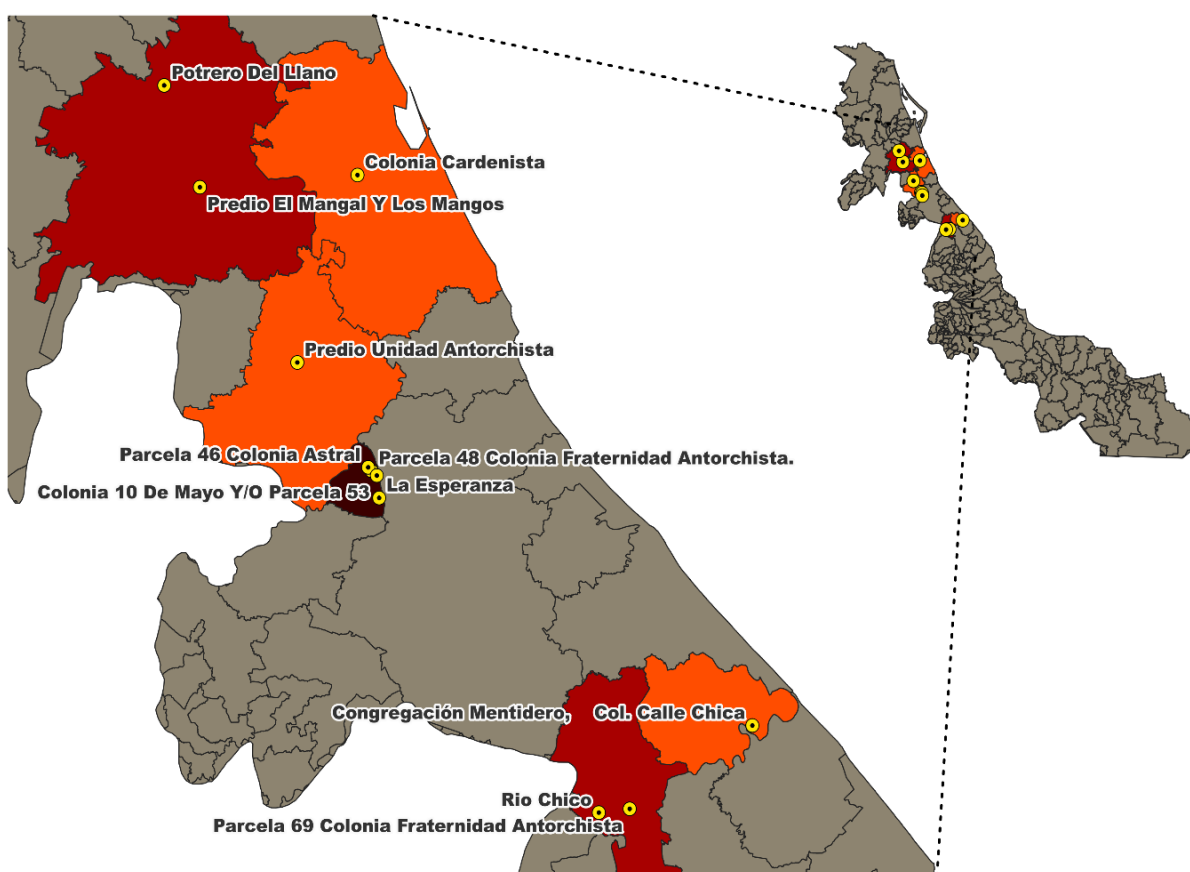 Potrero Del Llano
Colonia Cardenista
Predio El Mangal Y Los Mangos
Predio Unidad Antorchista
Parcela 46 Colonia Astral
Parcela 48 Colonia Fraternidad Antorchista.
La Esperanza
Colonia 10 De Mayo Y/O Parcela 53
Congregación Mentidero, Col. Calle Chica
Rio Chico
Parcela 69 Colonia Fraternidad Antorchista